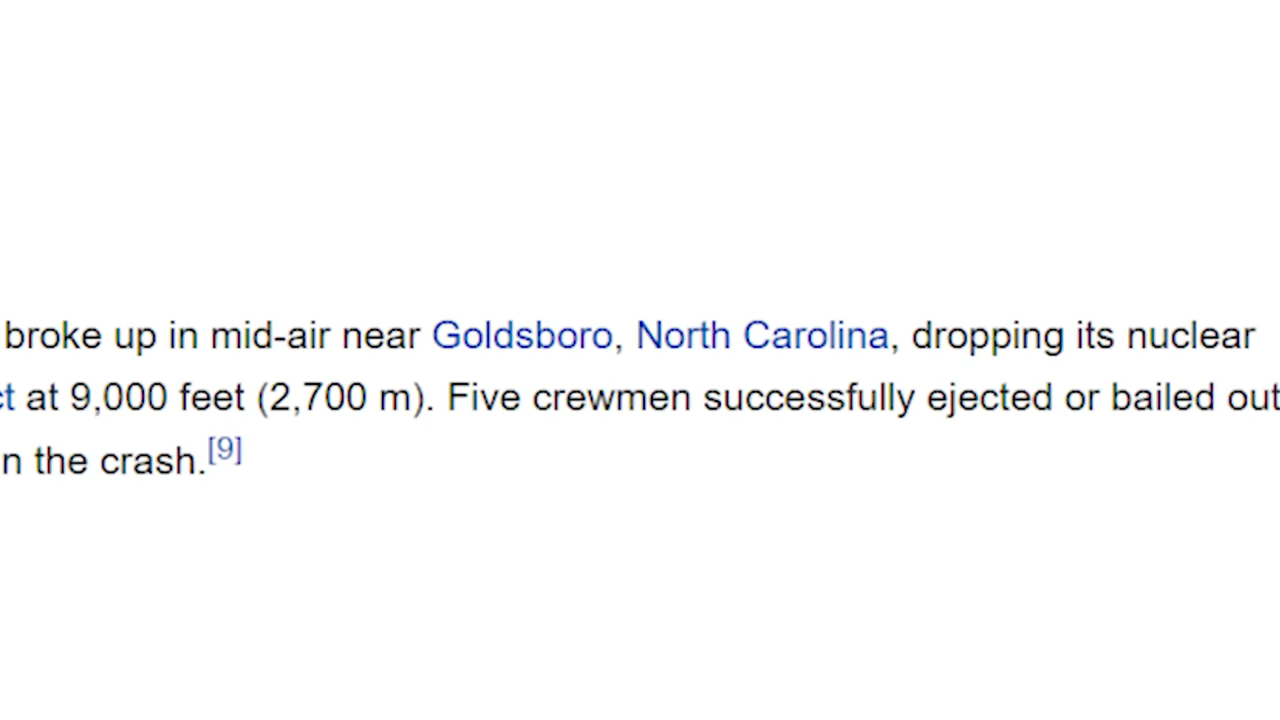 broke up in mid-air near Goldsboro, North Carolina, dropping its nuclear
ct at 9,000 feet (2,700 m). Five crewmen successfully ejected or bailed out
n the crash.[9]